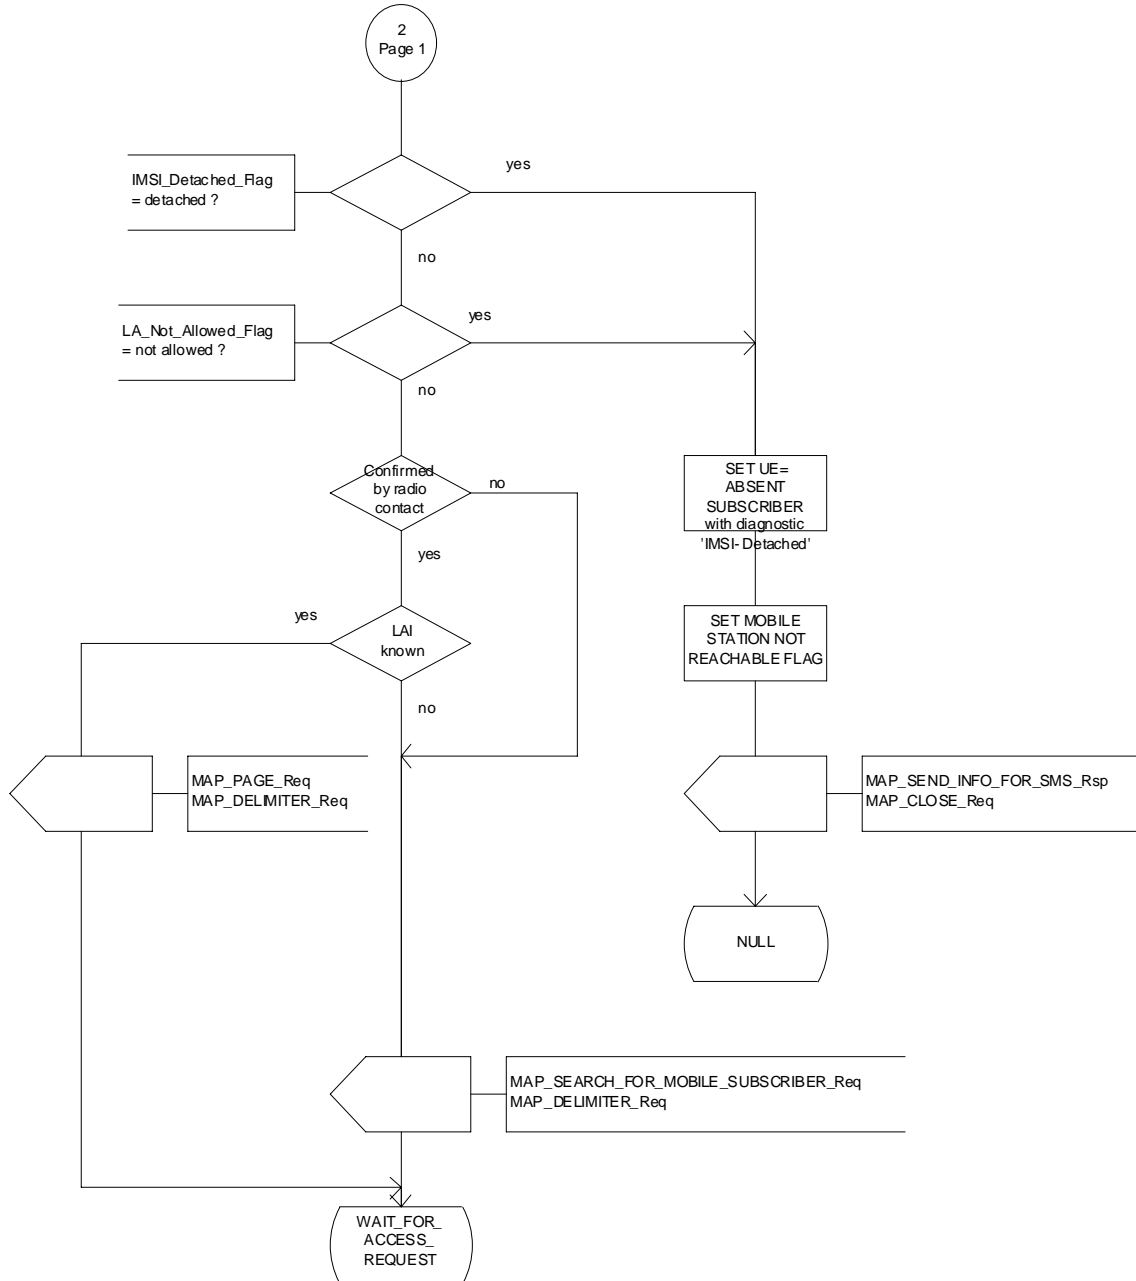 2
Page 1
yes
IMSI_Detached_Flag
= detached ?
no
yes
LA_Not_Allowed_Flag
= not allowed ?
no
Confirmed
by radio
contact
no
yes
SET UE=
ABSENT
SUBSCRIBER
with diagnostic
'IMSI-Detached'
yes
LAI
known
no
SET MOBILE
STATION NOT
REACHABLE FLAG
MAP_PAGE_Req
MAP_DELIMITER_Req
MAP_SEND_INFO_FOR_SMS_Rsp
MAP_CLOSE_Req
NULL
MAP_SEARCH_FOR_MOBILE_SUBSCRIBER_Req
MAP_DELIMITER_Req
WAIT_FOR_
ACCESS_
REQUEST